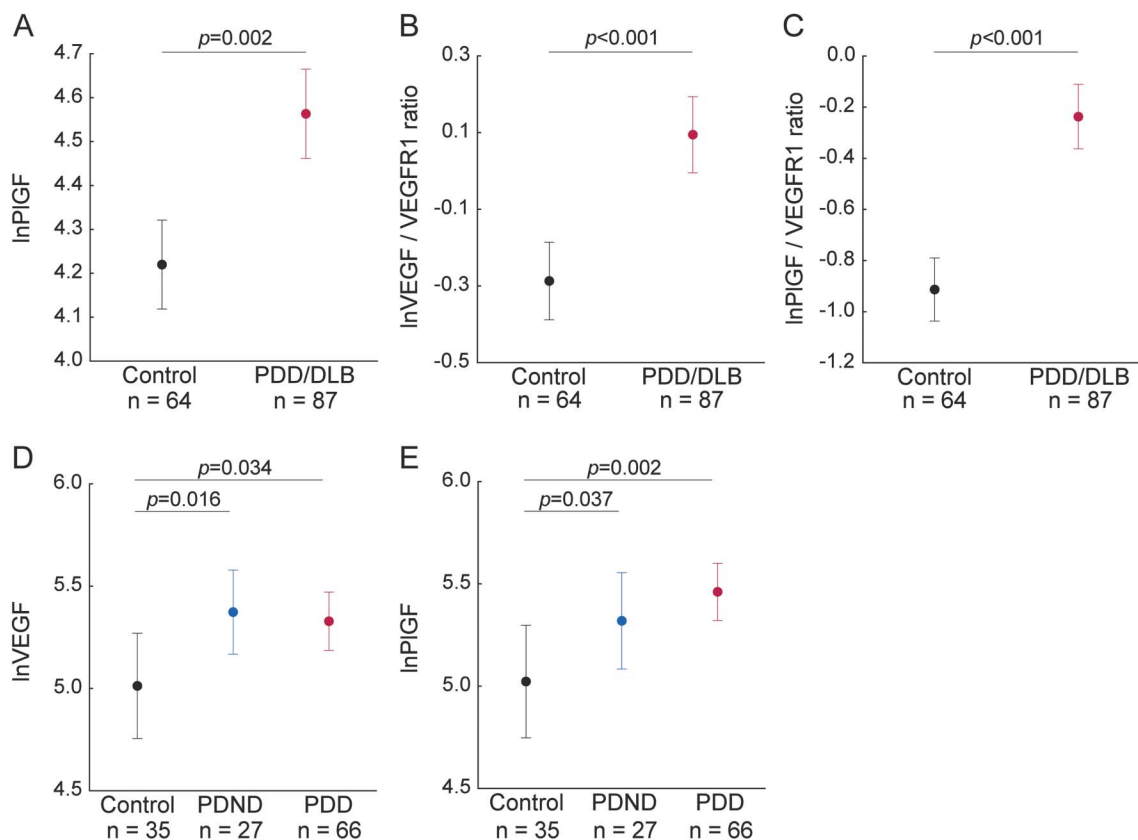 A
p=0.002
4.7
4.6
4.5
4.4
4.3
4.2
4.1
4.0
lnPlGF
Control
n = 64
PDD/DLB
n = 87
B
p<0.001
0.3
0.1
-0.1
-0.3
-0.5
lnVEGF / VEGFR1 ratio
Control
n = 64
PDD/DLB
n = 87
C
p<0.001
0.0
-0.2
-0.4
-0.6
-0.8
-1.0
-1.2
lnPlGF / VEGFR1 ratio
Control
n = 64
PDD/DLB
n = 87
D
p=0.034
p=0.016
6.0
5.5
5.0
4.5
lnVEGF
Control
n = 35
PDND
n = 27
PDD
n = 66
E
p=0.002
p=0.037
6.0
5.5
5.0
4.5
lnPlGF
Control
n = 35
PDND
n = 27
PDD
n = 66